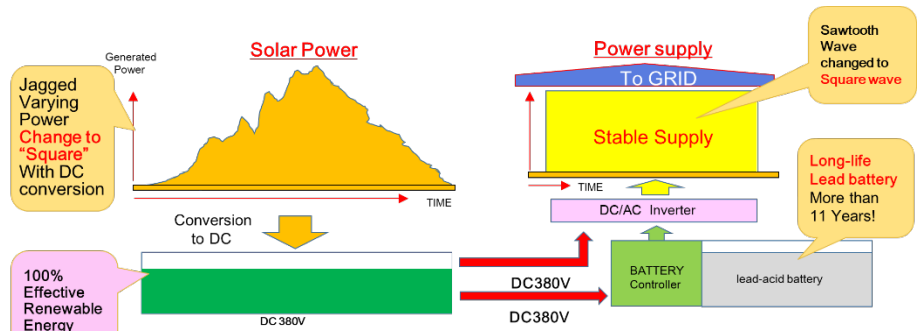 Solar Power
Generated
Power
Jagged
Varying
Power
Change to
“Square”
With DC
conversion
TIME
Conversion
to DC
100%
Effective
Renewable
Energy
DC 380V
DC380V
DC380V
Power supply
To GRID
Stable Supply
TIME
DC/AC Inverter
BATTERY
Controller
lead-acid battery
Sawtooth
Wave
changed to
Square wave
Long-life
Lead battery
More than
11 Years!